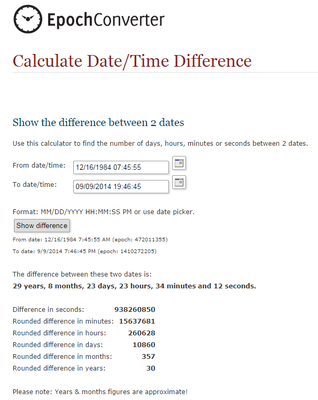 EpochConverter
Calculate Date/Time Difference
Show the difference between 2 dates
Use this calculator to find the number of days, hours, minutes or seconds between 2 dates.
From date/time: 12/16/1984 07:45:55
To date/time: 09/09/2014 19:46:45
Format: MM/DD/YYYY HH:MM:SS PM or use date picker.
Show difference
From date: 12/16/1984 7:45:55 AM (epoch: 472011355)
To date: 9/9/2014 7:46:45 PM (epoch: 1410272205)
The difference between these two dates is:
29 years, 8 months, 23 days, 23 hours, 34 minutes and 12 seconds.
Difference in seconds: 938260850
Rounded difference in minutes: 15637681
Rounded difference in hours: 260628
Rounded difference in days: 10860
Rounded difference in months: 357
Rounded difference in years: 30
Please note: Years & months figures are approximate!